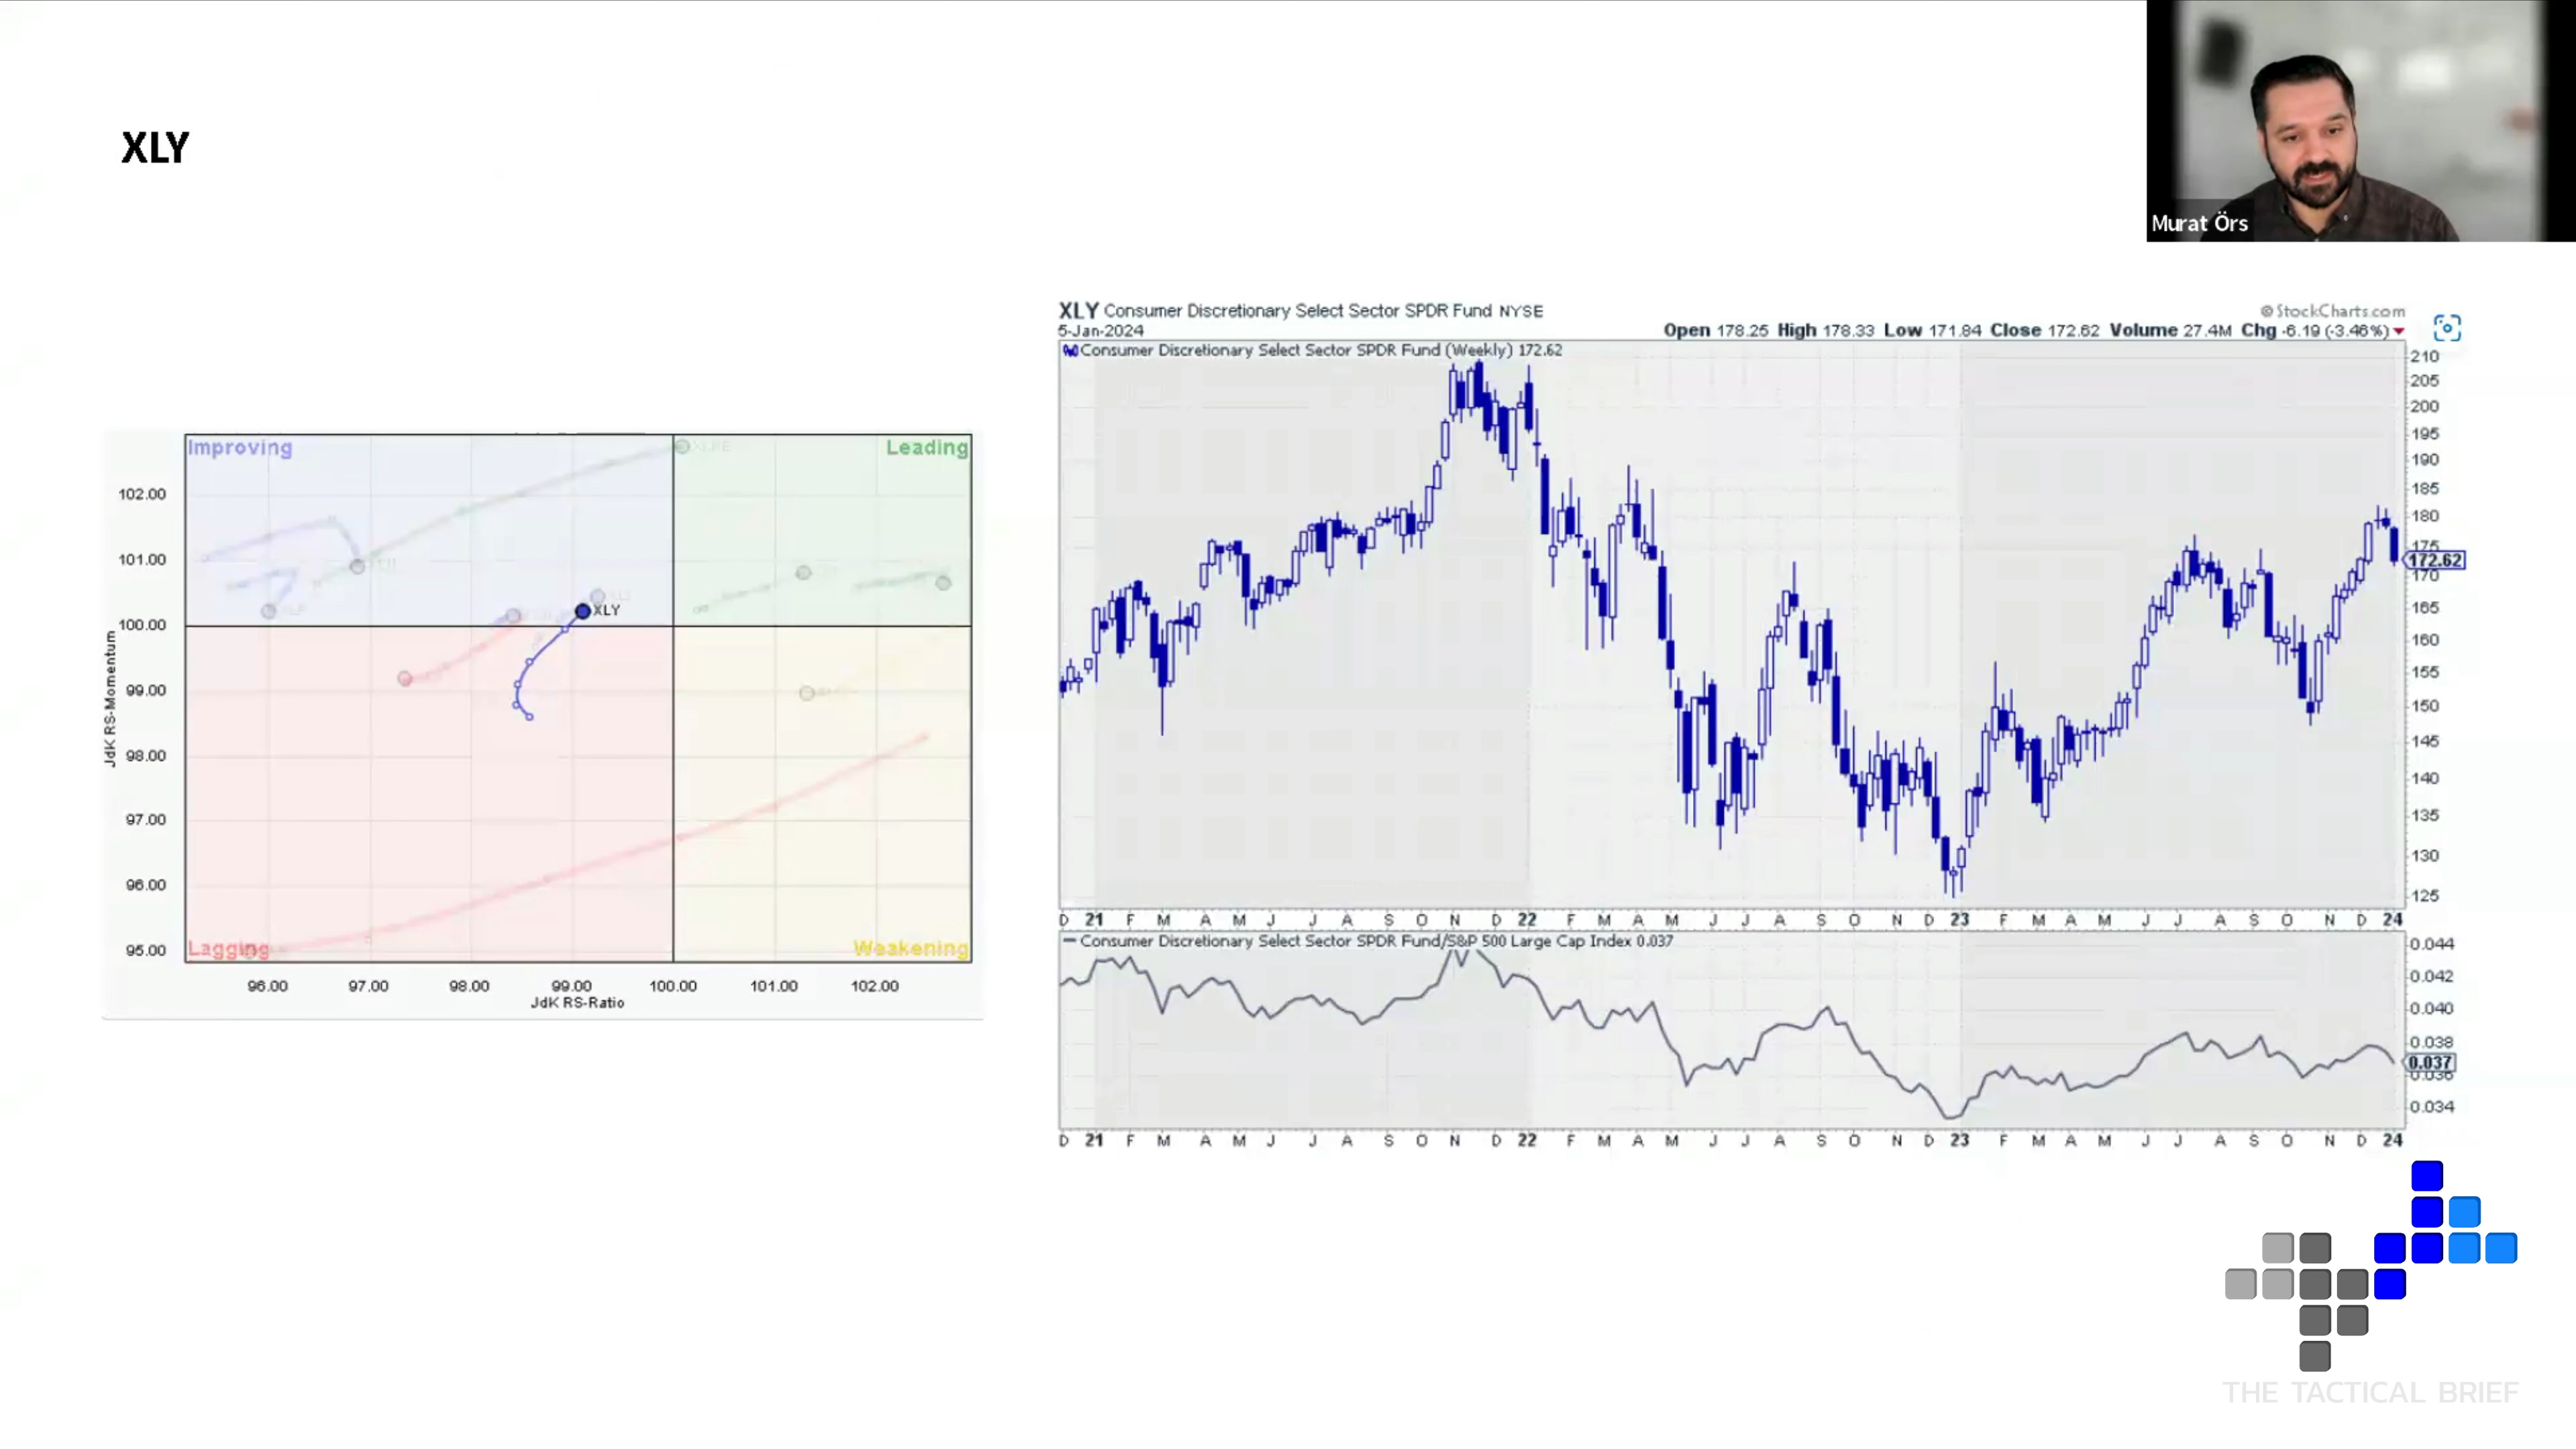 XLY
Murat Örs
Improving
Leading
XLY
Lagging
Weakening
102.00
101.00
100.00
99.00
98.00
97.00
96.00
95.00
JdK RS-Momentum
96.00 97.00 98.00 99.00 100.00 101.00 102.00
JdK RS-Ratio
XLY Consumer Discretionary Select Sector SPDR Fund NYSE
© StockCharts.com
5-Jan-2024
Open 178.25 High 178.33 Low 171.84 Close 172.62 Volume 27.4M Chg -6.19 (-3.46%)
Consumer Discretionary Select Sector SPDR Fund (Weekly) 172.62
210
205
200
195
190
185
180
175
172.62
170
165
160
155
150
145
140
135
130
125
D 21 F M A M J J A S O N D 22 F M A M J J A S O N D 23 F M A M J J A S O N D 24
Consumer Discretionary Select Sector SPDR Fund/S&P 500 Large Cap Index 0.037
0.044
0.042
0.040
0.038
0.037
0.036
0.034
D 21 F M A M J J A S O N D 22 F M A M J J A S O N D 23 F M A M J J A S O N D 24
THE TACTICAL BRIEF